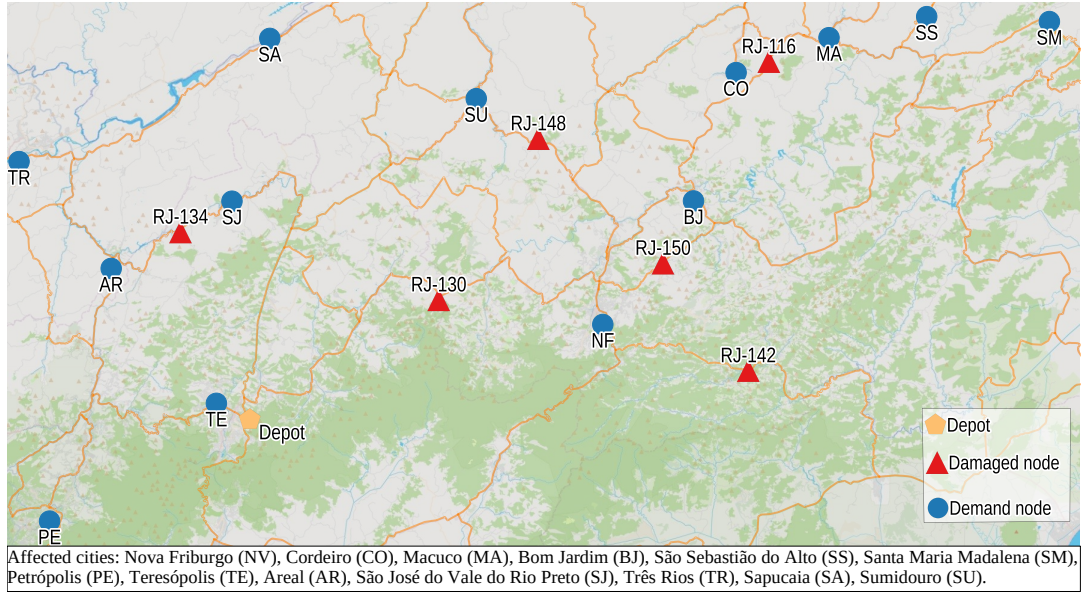 SS
SM
SA
RJ-116
MA
CO
SU
RJ-148
TR
RJ-134
SJ
BJ
RJ-150
AR
RJ-130
NF
RJ-142
TE
Depot
PE
Depot
Damaged node
Demand node
Affected cities: Nova Friburgo (NV), Cordeiro (CO), Macuco (MA), Bom Jardim (BJ), São Sebastião do Alto (SS), Santa Maria Madalena (SM),
Petrópolis (PE), Teresópolis (TE), Areal (AR), São José do Vale do Rio Preto (SJ), Três Rios (TR), Sapucaia (SA), Sumidouro (SU).